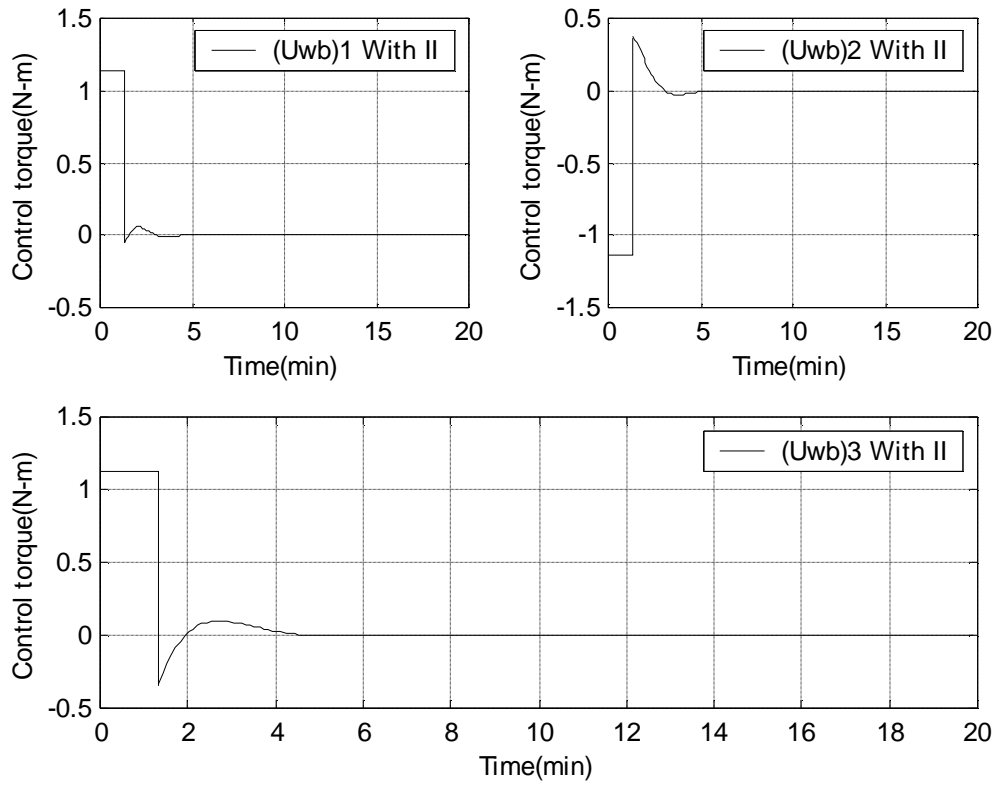 1.5
1
0.5
0
-0.5
Control torque(N-m)
(Uwb)1 With II
0 5 10 15 20
Time(min)
0.5
0
-0.5
-1
-1.5
Control torque(N-m)
(Uwb)2 With II
0 5 10 15 20
Time(min)
1.5
1
0.5
0
-0.5
Control torque(N-m)
(Uwb)3 With II
0 2 4 6 8 10 12 14 16 18 20
Time(min)